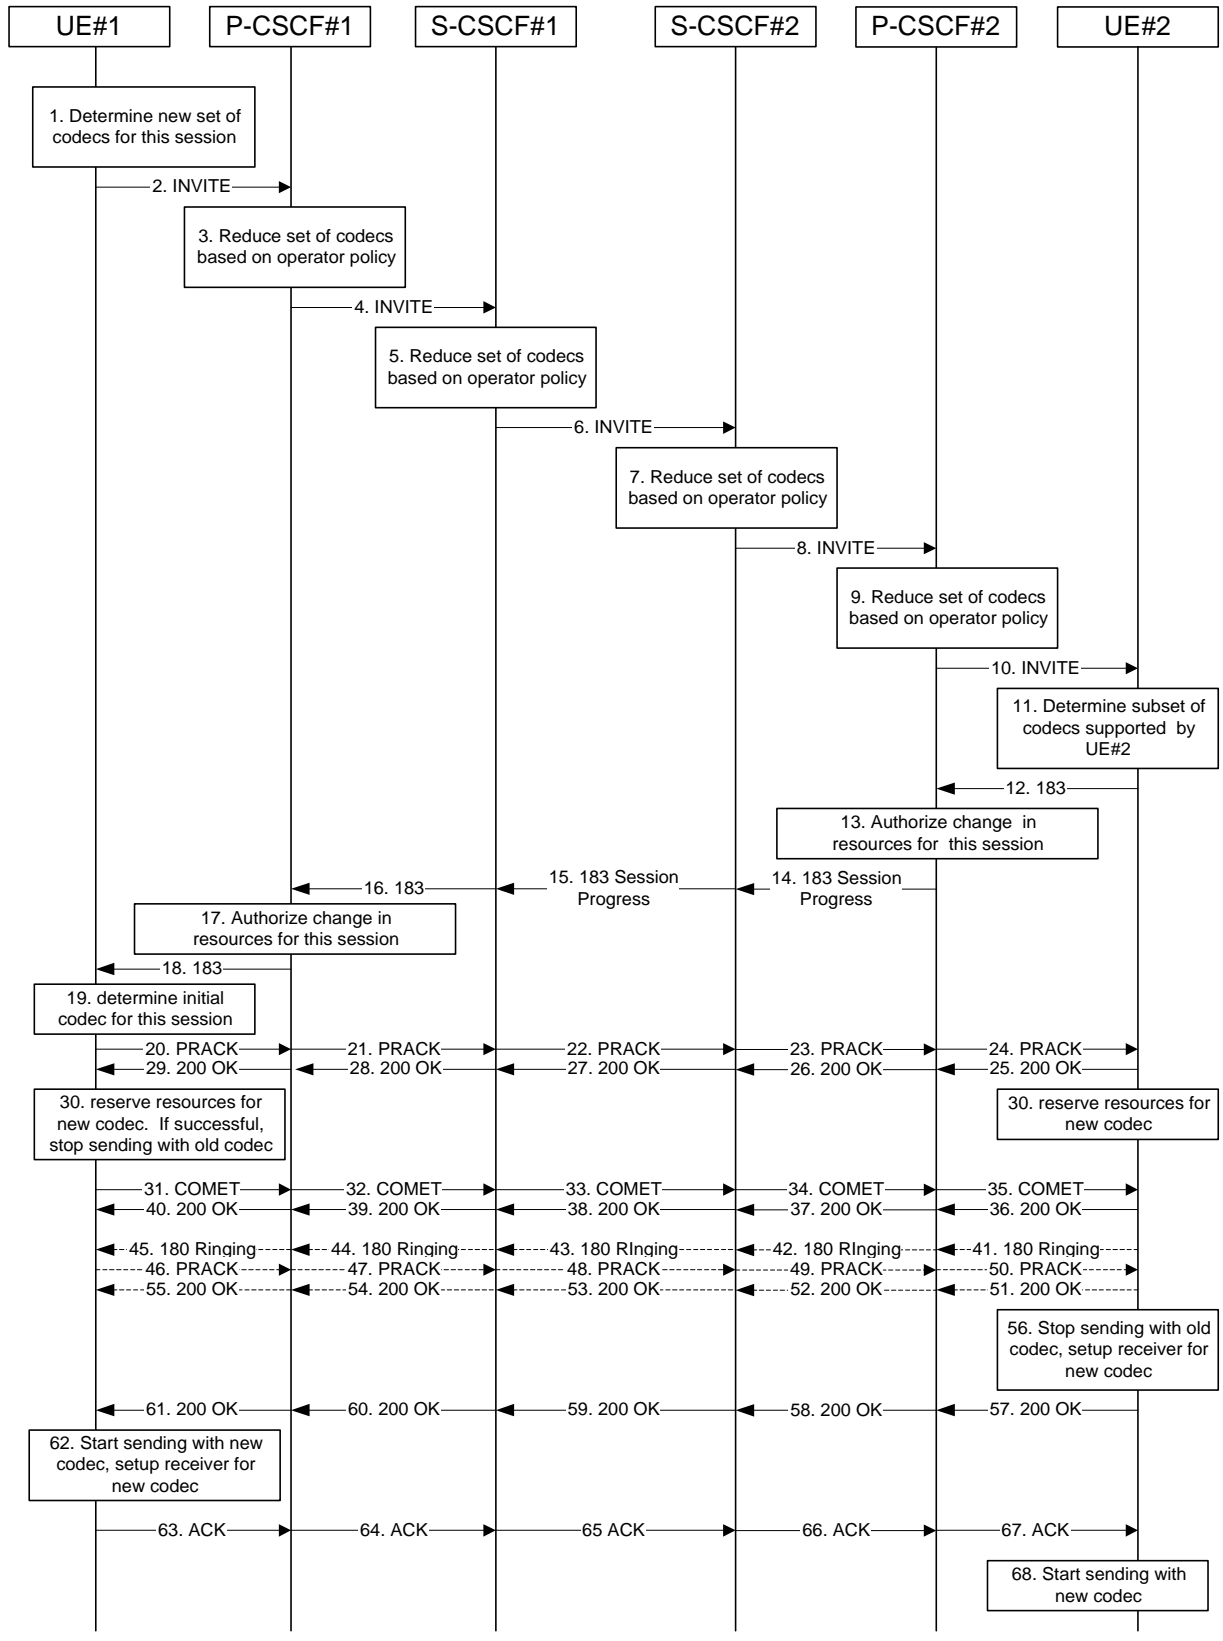 UE#1
P-CSCF#1
S-CSCF#1
S-CSCF#2
P-CSCF#2
UE#2
1. Determine new set of
codecs for this session
2. INVITE
3. Reduce set of codecs
based on operator policy
4. INVITE
5. Reduce set of codecs
based on operator policy
6. INVITE
7. Reduce set of codecs
based on operator policy
8. INVITE
9. Reduce set of codecs
based on operator policy
10. INVITE
11. Determine subset of
codecs supported by
UE#2
12. 183
13. Authorize change in
resources for this session
16. 183
15. 183 Session
Progress
14. 183 Session
Progress
17. Authorize change in
resources for this session
18. 183
19. determine initial
codec for this session
20. PRACK
21. PRACK
22. PRACK
23. PRACK
24. PRACK
29. 200 OK
28. 200 OK
27. 200 OK
26. 200 OK
25. 200 OK
30. reserve resources for
new codec. If successful,
stop sending with old codec
30. reserve resources for
new codec
31. COMET
32. COMET
33. COMET
34. COMET
35. COMET
40. 200 OK
39. 200 OK
38. 200 OK
37. 200 OK
36. 200 OK
45. 180 Ringing
44. 180 Ringing
43. 180 RInging
42. 180 RInging
41. 180 Ringing
46. PRACK
47. PRACK
48. PRACK
49. PRACK
50. PRACK
55. 200 OK
54. 200 OK
53. 200 OK
52. 200 OK
51. 200 OK
56. Stop sending with old
codec, setup receiver for
new codec
61. 200 OK
60. 200 OK
59. 200 OK
58. 200 OK
57. 200 OK
62. Start sending with new
codec, setup receiver for
new codec
63. ACK
64. ACK
65 ACK
66. ACK
67. ACK
68. Start sending with
new codec